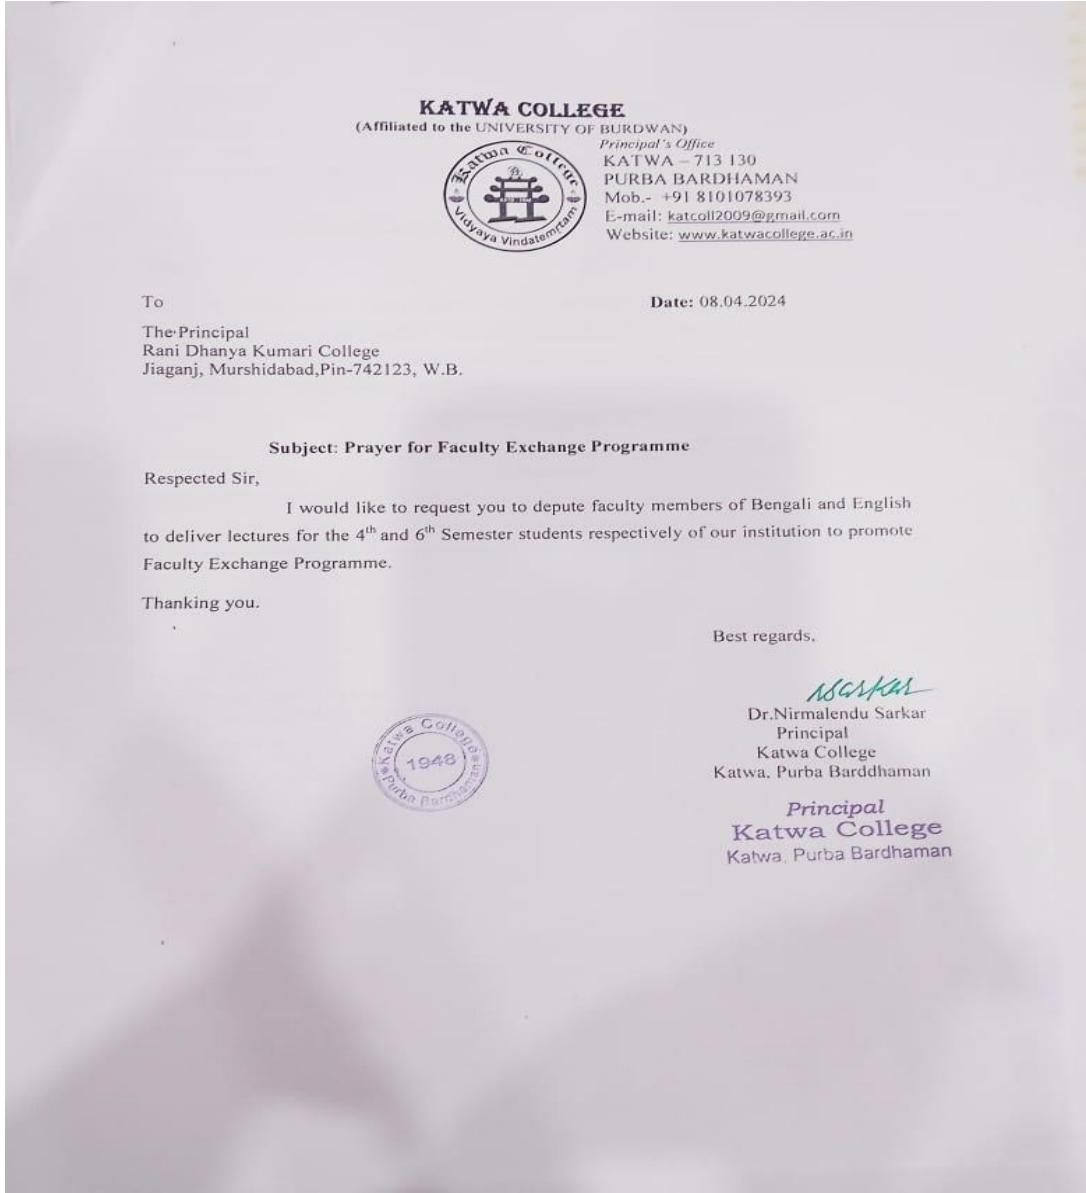 KATWA COLLEGE
(Affiliated to the UNIVERSITY OF BURDWAN)
Principal's Office
KATWA – 713 130
PURBA BARDHAMAN
Mob.- +91 8101078393
E-mail: katcoll2009@gmail.com
Website: www.katwacollege.ac.in
Katwa College
Vidyaya Vindatemrtam
To
Date: 08.04.2024
The Principal
Rani Dhanya Kumari College
Jiaganj, Murshidabad,Pin-742123, W.B.
Subject: Prayer for Faculty Exchange Programme
Respected Sir,
I would like to request you to depute faculty members of Bengali and English
to deliver lectures for the 4th and 6th Semester students respectively of our institution to promote
Faculty Exchange Programme.
Thanking you.
Best regards,
NSarkar
Dr.Nirmalendu Sarkar
Principal
Katwa College
Katwa, Purba Barddhaman
Katwa College
1948
Purba Bardhaman
Principal
Katwa College
Katwa, Purba Bardhaman